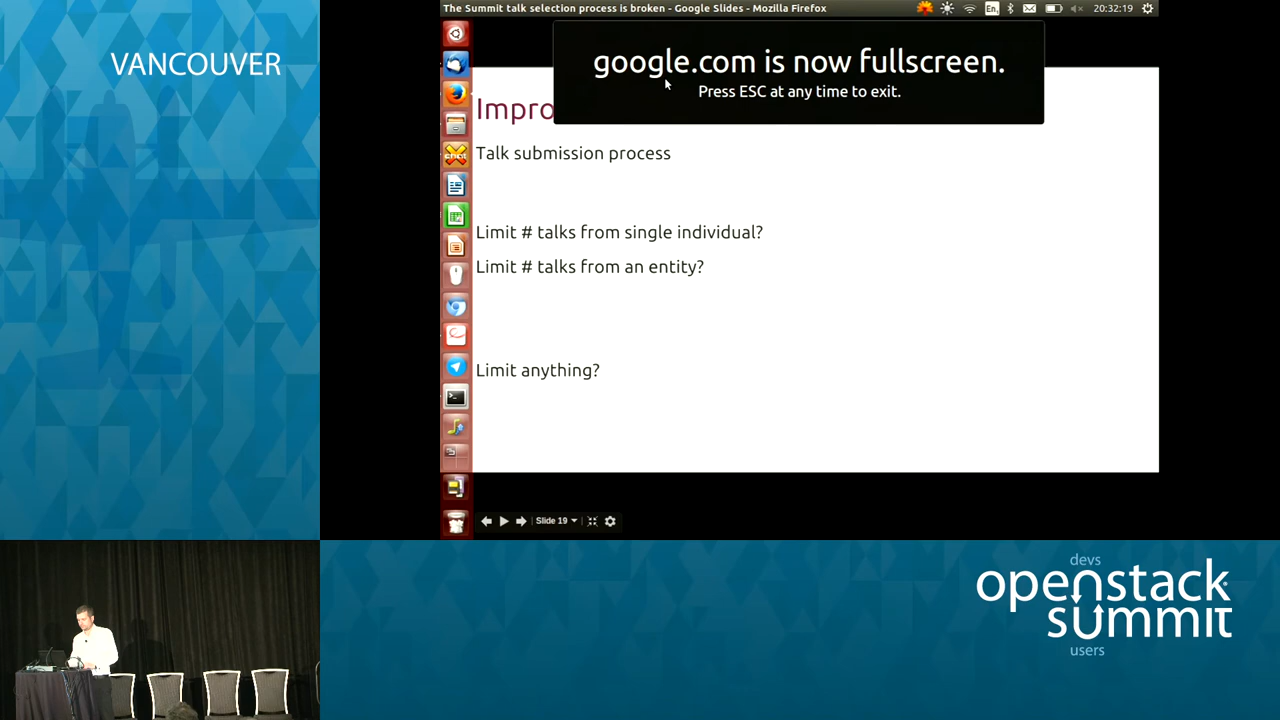 VANCOUVER
The Summit talk selection process is broken - Google Slides - Mozilla Firefox
En
20:32:19
google.com is now fullscreen.
Press ESC at any time to exit.
Impro
Talk submission process
Limit # talks from single individual?
Limit # talks from an entity?
Limit anything?
Slide 19
devs
openstack
summit
users